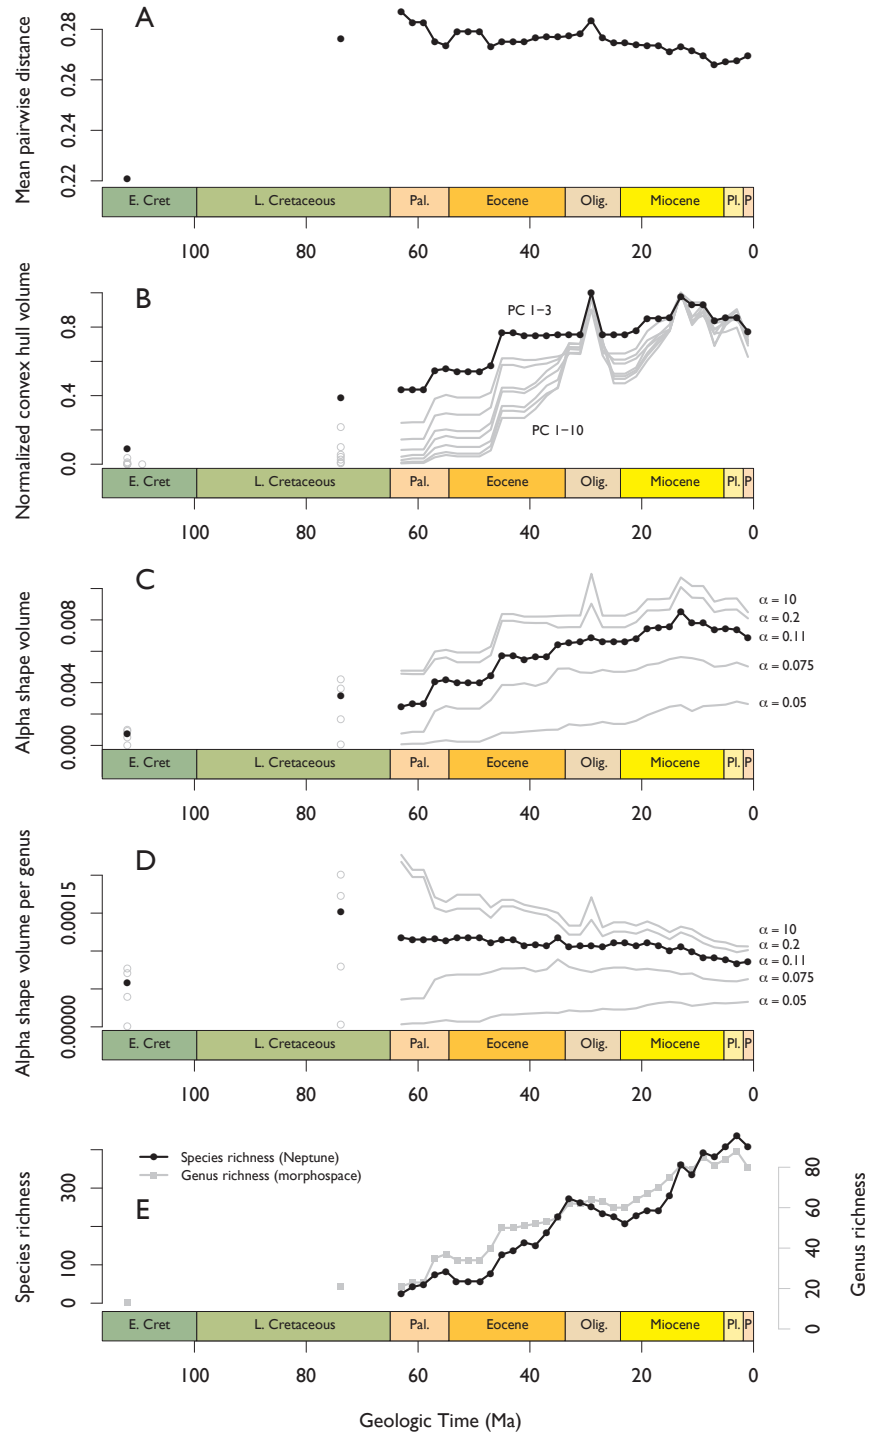 A
Mean pairwise distance
0.28
0.26
0.24
0.22
E. Cret
L. Cretaceous
Pal.
Eocene
Olig.
Miocene
Pl.
P
100
80
60
40
20
0
B
Normalized convex hull volume
0.8
0.4
0.0
PC 1–3
PC 1–10
E. Cret
L. Cretaceous
Pal.
Eocene
Olig.
Miocene
Pl.
P
100
80
60
40
20
0
C
Alpha shape volume
0.008
0.004
0.000
α = 10
α = 0.2
α = 0.11
α = 0.075
α = 0.05
E. Cret
L. Cretaceous
Pal.
Eocene
Olig.
Miocene
Pl.
P
100
80
60
40
20
0
D
Alpha shape volume per genus
0.00015
0.00000
α = 10
α = 0.2
α = 0.11
α = 0.075
α = 0.05
E. Cret
L. Cretaceous
Pal.
Eocene
Olig.
Miocene
Pl.
P
100
80
60
40
20
0
Species richness (Neptune)
Genus richness (morphospace)
E
Species richness
300
100
0
Genus richness
80
60
40
20
0
E. Cret
L. Cretaceous
Pal.
Eocene
Olig.
Miocene
Pl.
P
100
80
60
40
20
0
Geologic Time (Ma)